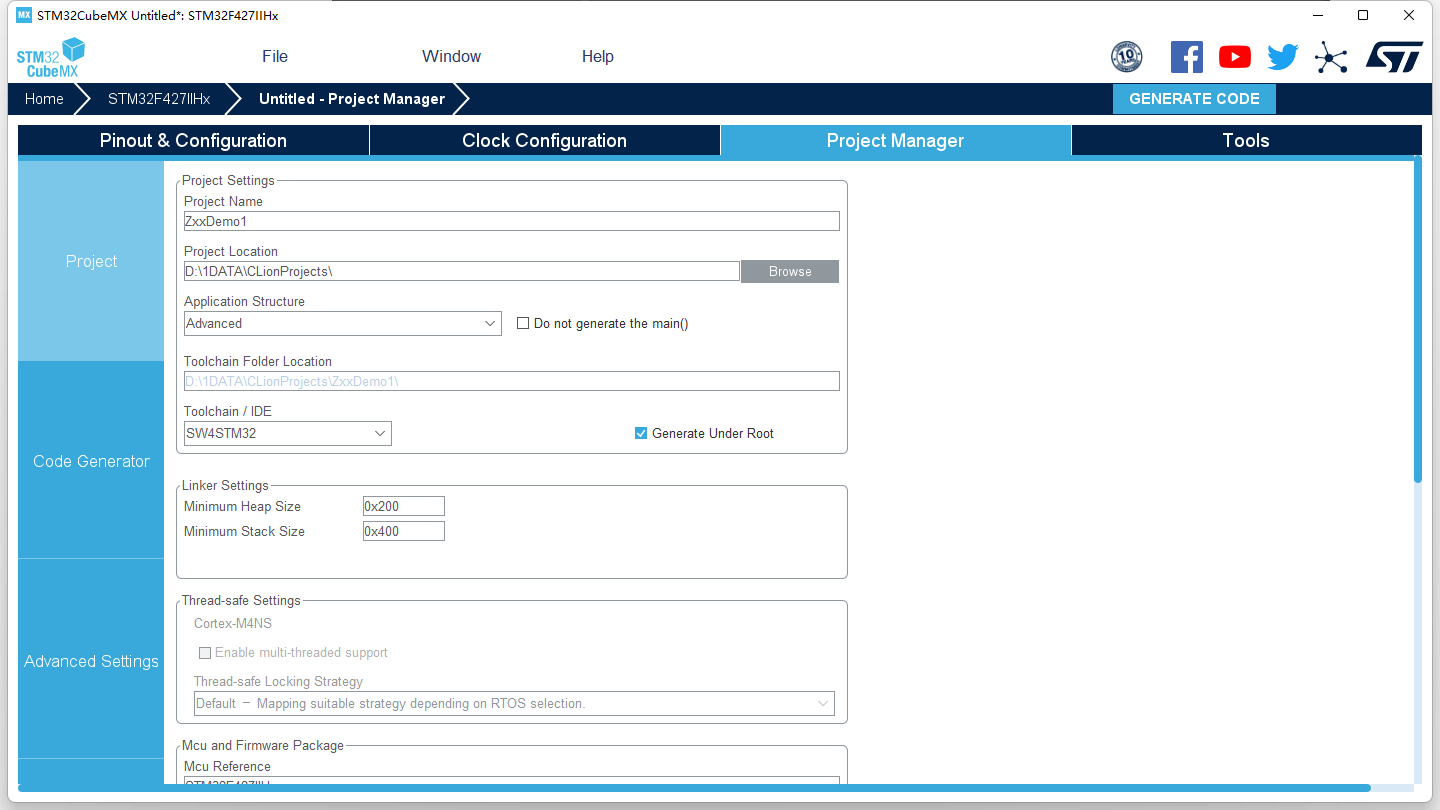 MX STM32CubeMX Untitled*: STM32F427IIHx
STM32
CubeMX
File Window Help
10 YEARS
Home STM32F427IIHx Untitled - Project Manager GENERATE CODE
Pinout & Configuration Clock Configuration Project Manager Tools
Project
Code Generator
Advanced Settings
Project Settings
Project Name
ZxxDemo1
Project Location
D:\1DATA\CLionProjects\ Browse
Application Structure
Advanced Do not generate the main()
Toolchain Folder Location
D:\1DATA\CLionProjects\ZxxDemo1\
Toolchain / IDE
SW4STM32 Generate Under Root
Linker Settings
Minimum Heap Size 0x200
Minimum Stack Size 0x400
Thread-safe Settings
Cortex-M4NS
Enable multi-threaded support
Thread-safe Locking Strategy
Default – Mapping suitable strategy depending on RTOS selection.
Mcu and Firmware Package
Mcu Reference
STM32F427IIHx